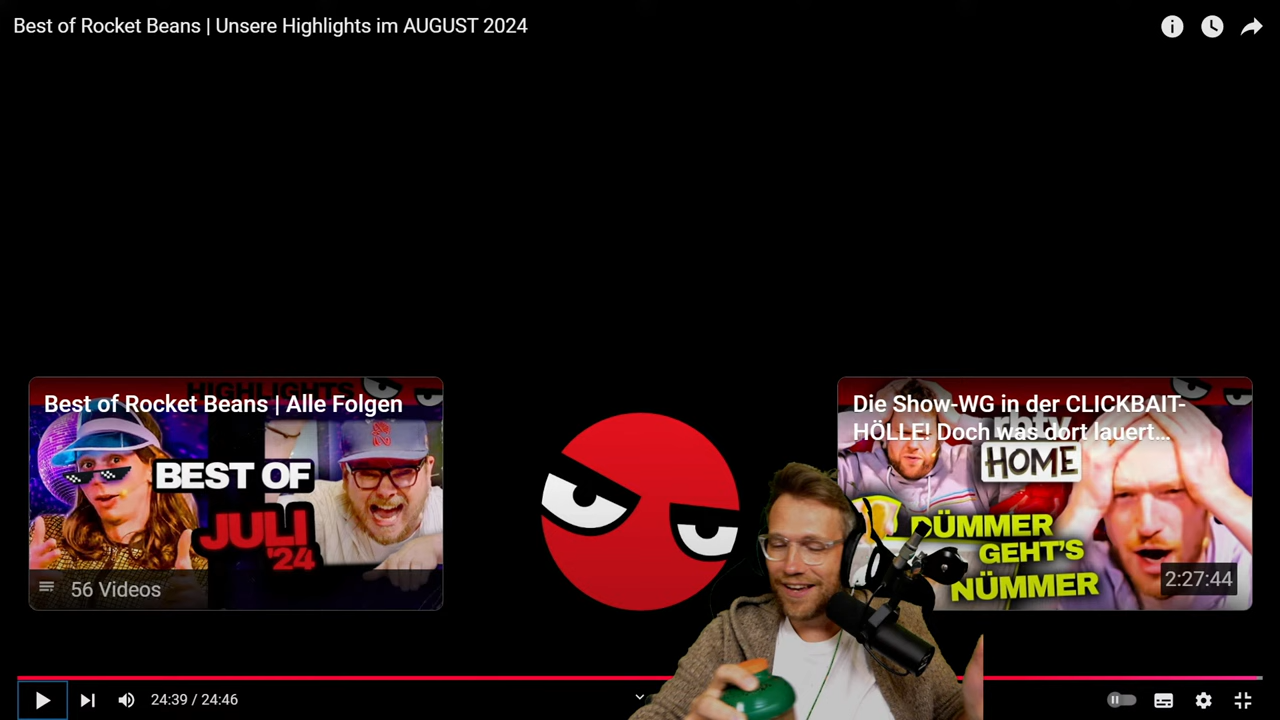 Best of Rocket Beans | Unsere Highlights im AUGUST 2024
HIGHLIGHTS
Best of Rocket Beans | Alle Folgen
BEST OF
JULI
'24
56 Videos
Die Show-WG in der CLICKBAIT-
HÖLLE! Doch was dort lauert…
rbtv
HOME
DÜMMER
GEHT'S
NÜMMER
2:27:44
24:39 / 24:46